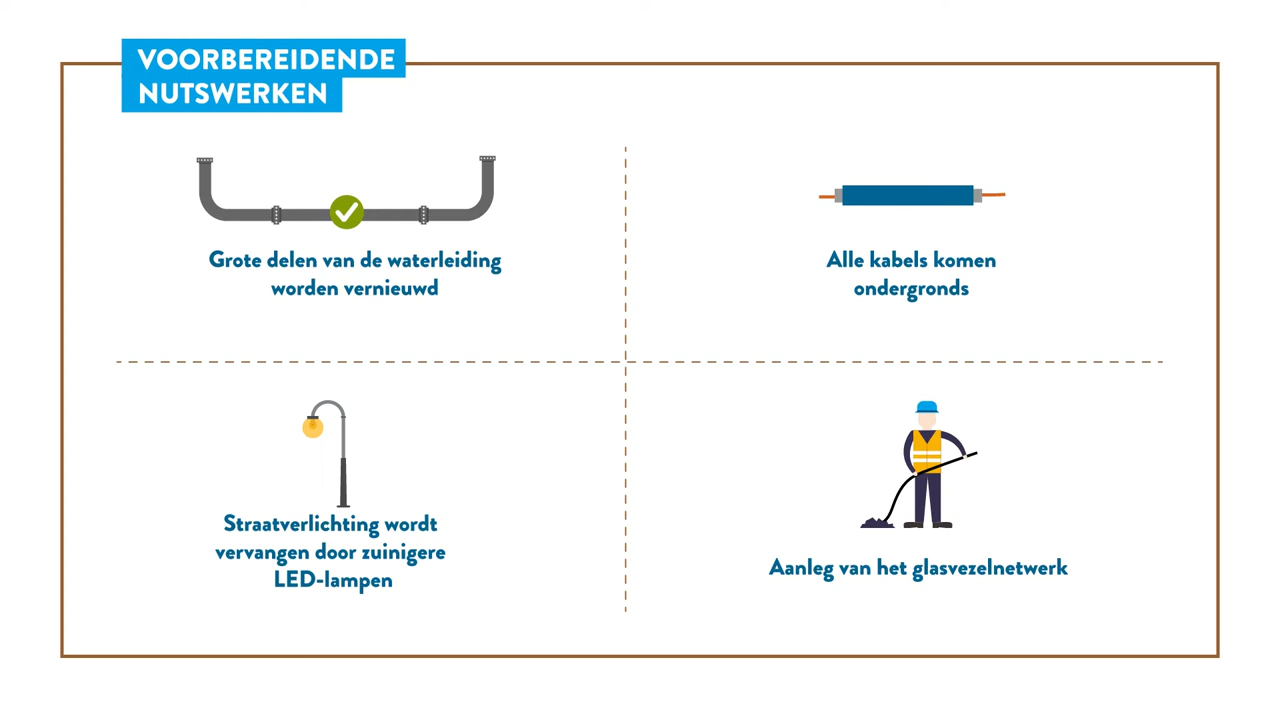 VOORBEREIDENDE
NUTSWERKEN
Grote delen van de waterleiding
worden vernieuwd
Alle kabels komen
ondergronds
Straatverlichting wordt
vervangen door zuinigere
LED-lampen
Aanleg van het glasvezelnetwerk